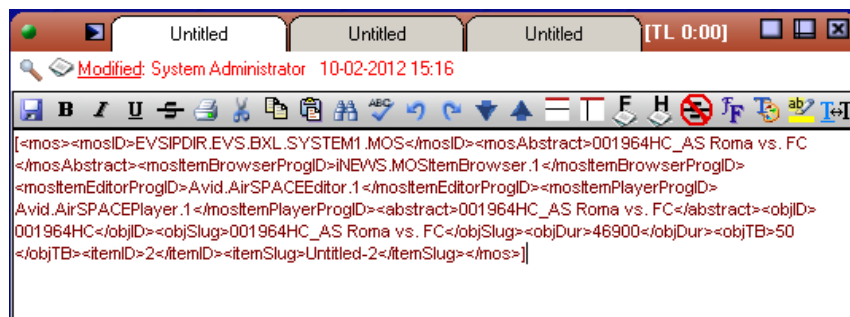 Untitled Untitled Untitled [TL 0:00]
Modified: System Administrator 10-02-2012 15:16
B I U ABC F H fF T ab T T
[<mos><mosID>EVSIPDIR.EVS.BXL.SYSTEM1.MOS</mosID><mosAbstract>001964HC_AS Roma vs. FC
</mosAbstract><mosItemBrowserProgID>iNEWS.MOSItemBrowser.1</mosItemBrowserProgID>
<mosItemEditorProgID>Avid.AirSPACEEditor.1</mosItemEditorProgID><mosItemPlayerProgID>
Avid.AirSPACEPlayer.1</mosItemPlayerProgID><abstract>001964HC_AS Roma vs. FC</abstract><objID>
001964HC</objID><objSlug>001964HC_AS Roma vs. FC</objSlug><objDur>46900</objDur><objTB>50
</objTB><itemID>2</itemID><itemSlug>Untitled-2</itemSlug></mos>]